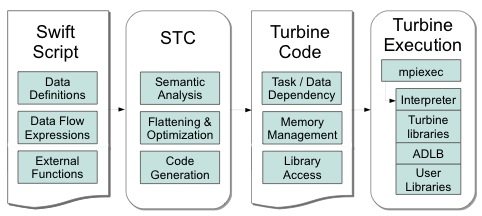 Swift
Script
Data
Definitions
Data Flow
Expressions
External
Functions
STC
Semantic
Analysis
Flattening &
Optimization
Code
Generation
Turbine
Code
Task / Data
Dependency
Memory
Management
Library
Access
Turbine
Execution
mpiexec
Interpreter
Turbine
libraries
ADLB
User
Libraries